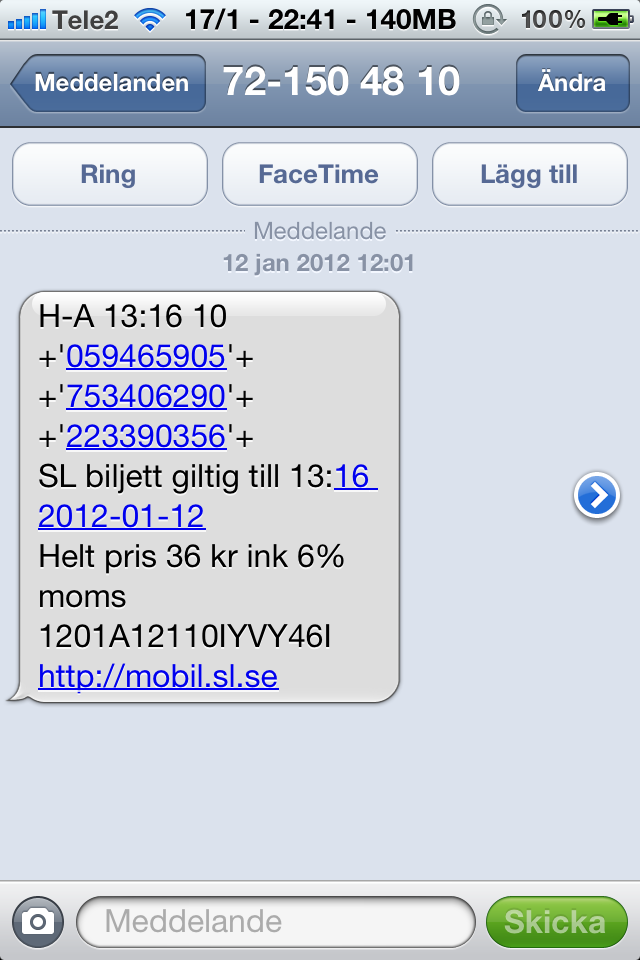 Tele2 17/1 - 22:41 - 140MB 100%
Meddelanden 72-150 48 10 Ändra
Ring FaceTime Lägg till
Meddelande
12 jan 2012 12:01
H-A 13:16 10
+'059465905'+
+'753406290'+
+'223390356'+
SL biljett giltig till 13:16
2012-01-12
Helt pris 36 kr ink 6%
moms
1201A12110IYVY46I
http://mobil.sl.se
Meddelande Skicka